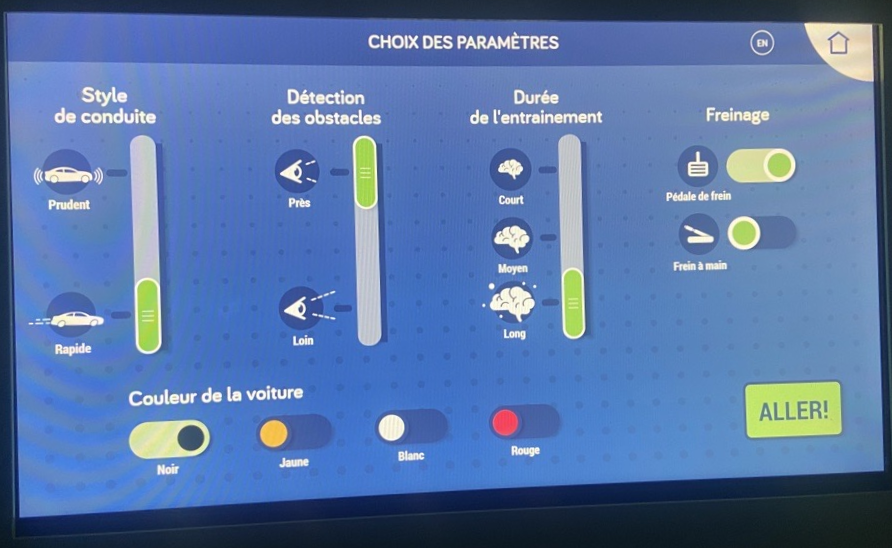 CHOIX DES PARAMÈTRES
EN
Style
de conduite
Prudent
Rapide
Détection
des obstacles
Près
Loin
Durée
de l'entrainement
Court
Moyen
Long
Freinage
Pédale de frein
Frein à main
Couleur de la voiture
Noir
Jaune
Blanc
Rouge
ALLER!